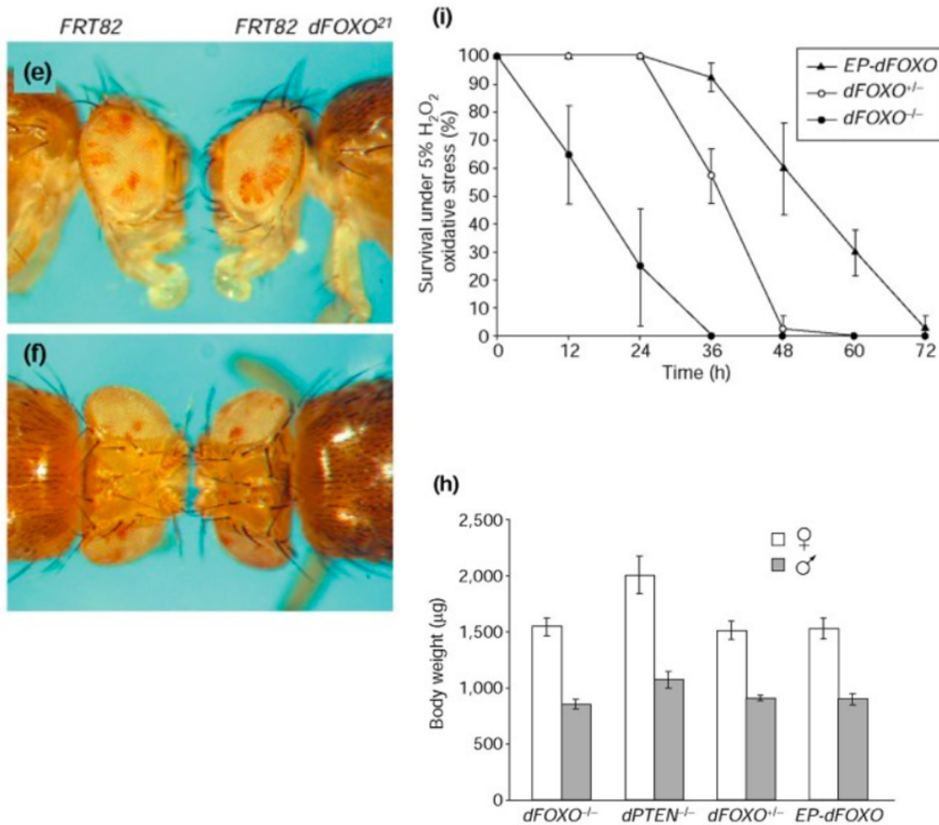 FRT82
FRT82 dFOXO²¹
(e)
(f)
(i)
Survival under 5% H₂O₂
oxidative stress (%)
100
90
80
70
60
50
40
30
20
10
0
0 12 24 36 48 60 72
Time (h)
EP-dFOXO
dFOXO⁺/⁻
dFOXO⁻/⁻
(h)
Body weight (µg)
2,500
2,000
1,500
1,000
500
0
♀
♂
dFOXO⁻/⁻ dPTEN⁻/⁻ dFOXO⁺/⁻ EP-dFOXO